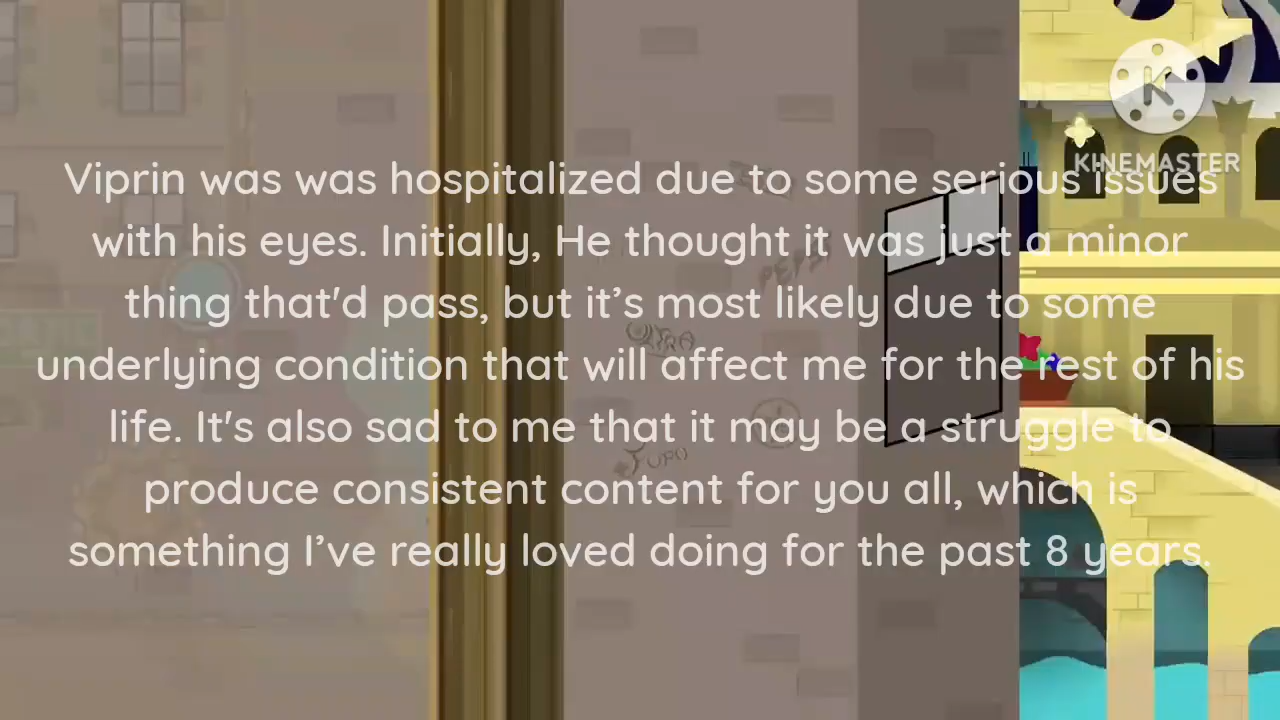 Viprin was was hospitalized due to some serious issues
with his eyes. Initially, He thought it was just a minor
thing that'd pass, but it’s most likely due to some
underlying condition that will affect me for the rest of his
life. It's also sad to me that it may be a struggle to
produce consistent content for you all, which is
something I’ve really loved doing for the past 8 years.
KINEMASTER